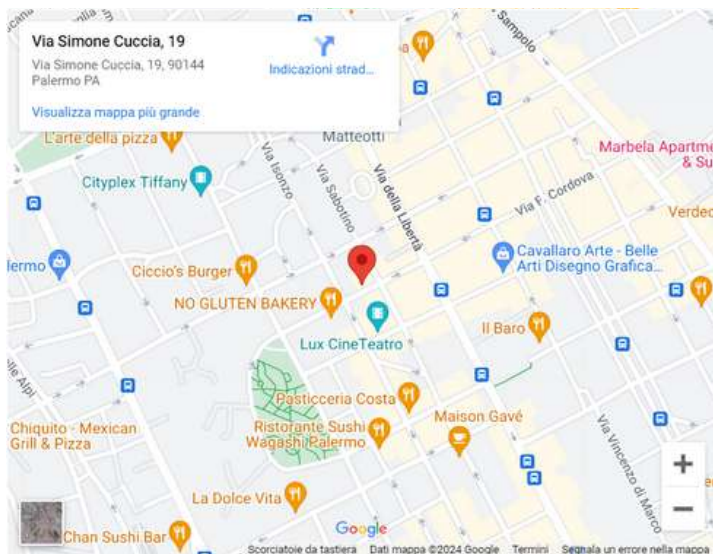 Via Simone Cuccia, 19
Via Simone Cuccia, 19, 90144
Palermo PA
Indicazioni strad...
Visualizza mappa più grande
Sampolo
L'arte della pizza
Matteotti
Marbela Apartme
& Su
Cityplex Tiffany
Via Isonzo
Via Sabotino
Via della Libertà
Via F. Cordova
Verdec
lermo
Ciccio's Burger
Cavallaro Arte - Belle
Arti Disegno Grafica...
NO GLUTEN BAKERY
Lux CineTeatro
Il Baro
elle Alpi
Pasticceria Costa
Chiquito - Mexican
Grill & Pizza
Ristorante Sushi
Wagashi Palermo
Maison Gavé
Via Vincenzo di Marco
La Dolce Vita
Chan Sushi Bar
Google
Scorciatoie da tastiera
Dati mappa ©2024 Google
Termini
Segnala un errore nella mappa